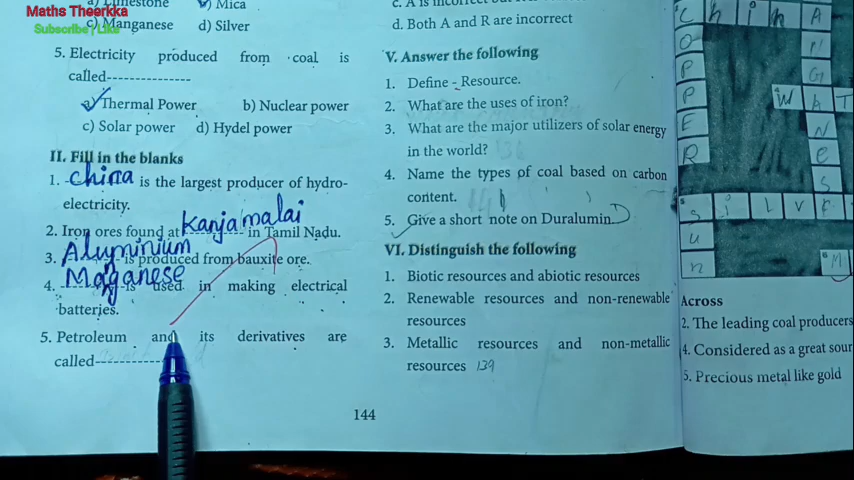 Maths Theerkka
Subscribe | Like
a) Limestone b) Mica
c) Manganese d) Silver
5. Electricity produced from coal is
called---------------
a) Thermal Power b) Nuclear power
c) Solar power d) Hydel power
II. Fill in the blanks
1. China is the largest producer of hydro-
electricity.
2. Iron ores found at Kanjamalai in Tamil Nadu.
3. Aluminium is produced from bauxite ore.
4. Maganese is used in making electrical
batteries.
5. Petroleum and its derivatives are
called--------------
d. Both A and R are incorrect
V. Answer the following
1. Define - Resource.
2. What are the uses of iron?
3. What are the major utilizers of solar energy
in the world?
4. Name the types of coal based on carbon
content.
5. Give a short note on Duralumin.
VI. Distinguish the following
1. Biotic resources and abiotic resources
2. Renewable resources and non-renewable
resources
3. Metallic resources and non-metallic
resources 139
144
C h i n A
O N
P G
P W A T
E N
R e
S
S i l v e r
u
n M
Across
2. The leading coal producers
4. Considered as a great sour
5. Precious metal like gold